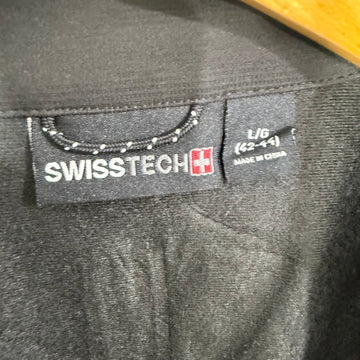 SWISSTECH
L/G
(42-44)
MADE IN CHINA